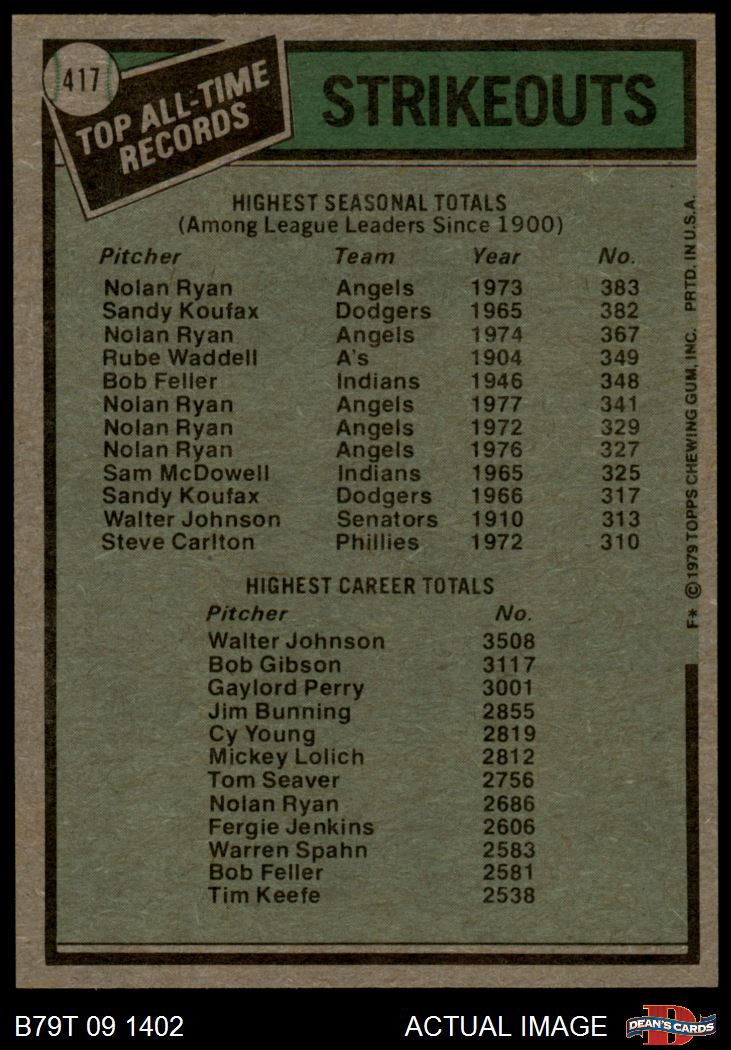 417
TOP ALL-TIME
RECORDS
STRIKEOUTS
HIGHEST SEASONAL TOTALS
(Among League Leaders Since 1900)
Pitcher Team Year No.
Nolan Ryan Angels 1973 383
Sandy Koufax Dodgers 1965 382
Nolan Ryan Angels 1974 367
Rube Waddell A's 1904 349
Bob Feller Indians 1946 348
Nolan Ryan Angels 1977 341
Nolan Ryan Angels 1972 329
Nolan Ryan Angels 1976 327
Sam McDowell Indians 1965 325
Sandy Koufax Dodgers 1966 317
Walter Johnson Senators 1910 313
Steve Carlton Phillies 1972 310
HIGHEST CAREER TOTALS
Pitcher No.
Walter Johnson 3508
Bob Gibson 3117
Gaylord Perry 3001
Jim Bunning 2855
Cy Young 2819
Mickey Lolich 2812
Tom Seaver 2756
Nolan Ryan 2686
Fergie Jenkins 2606
Warren Spahn 2583
Bob Feller 2581
Tim Keefe 2538
F* © 1979 TOPPS CHEWING GUM, INC. PRTD. IN U.S.A.
B79T 09 1402 ACTUAL IMAGE
D
DEAN'S CARDS